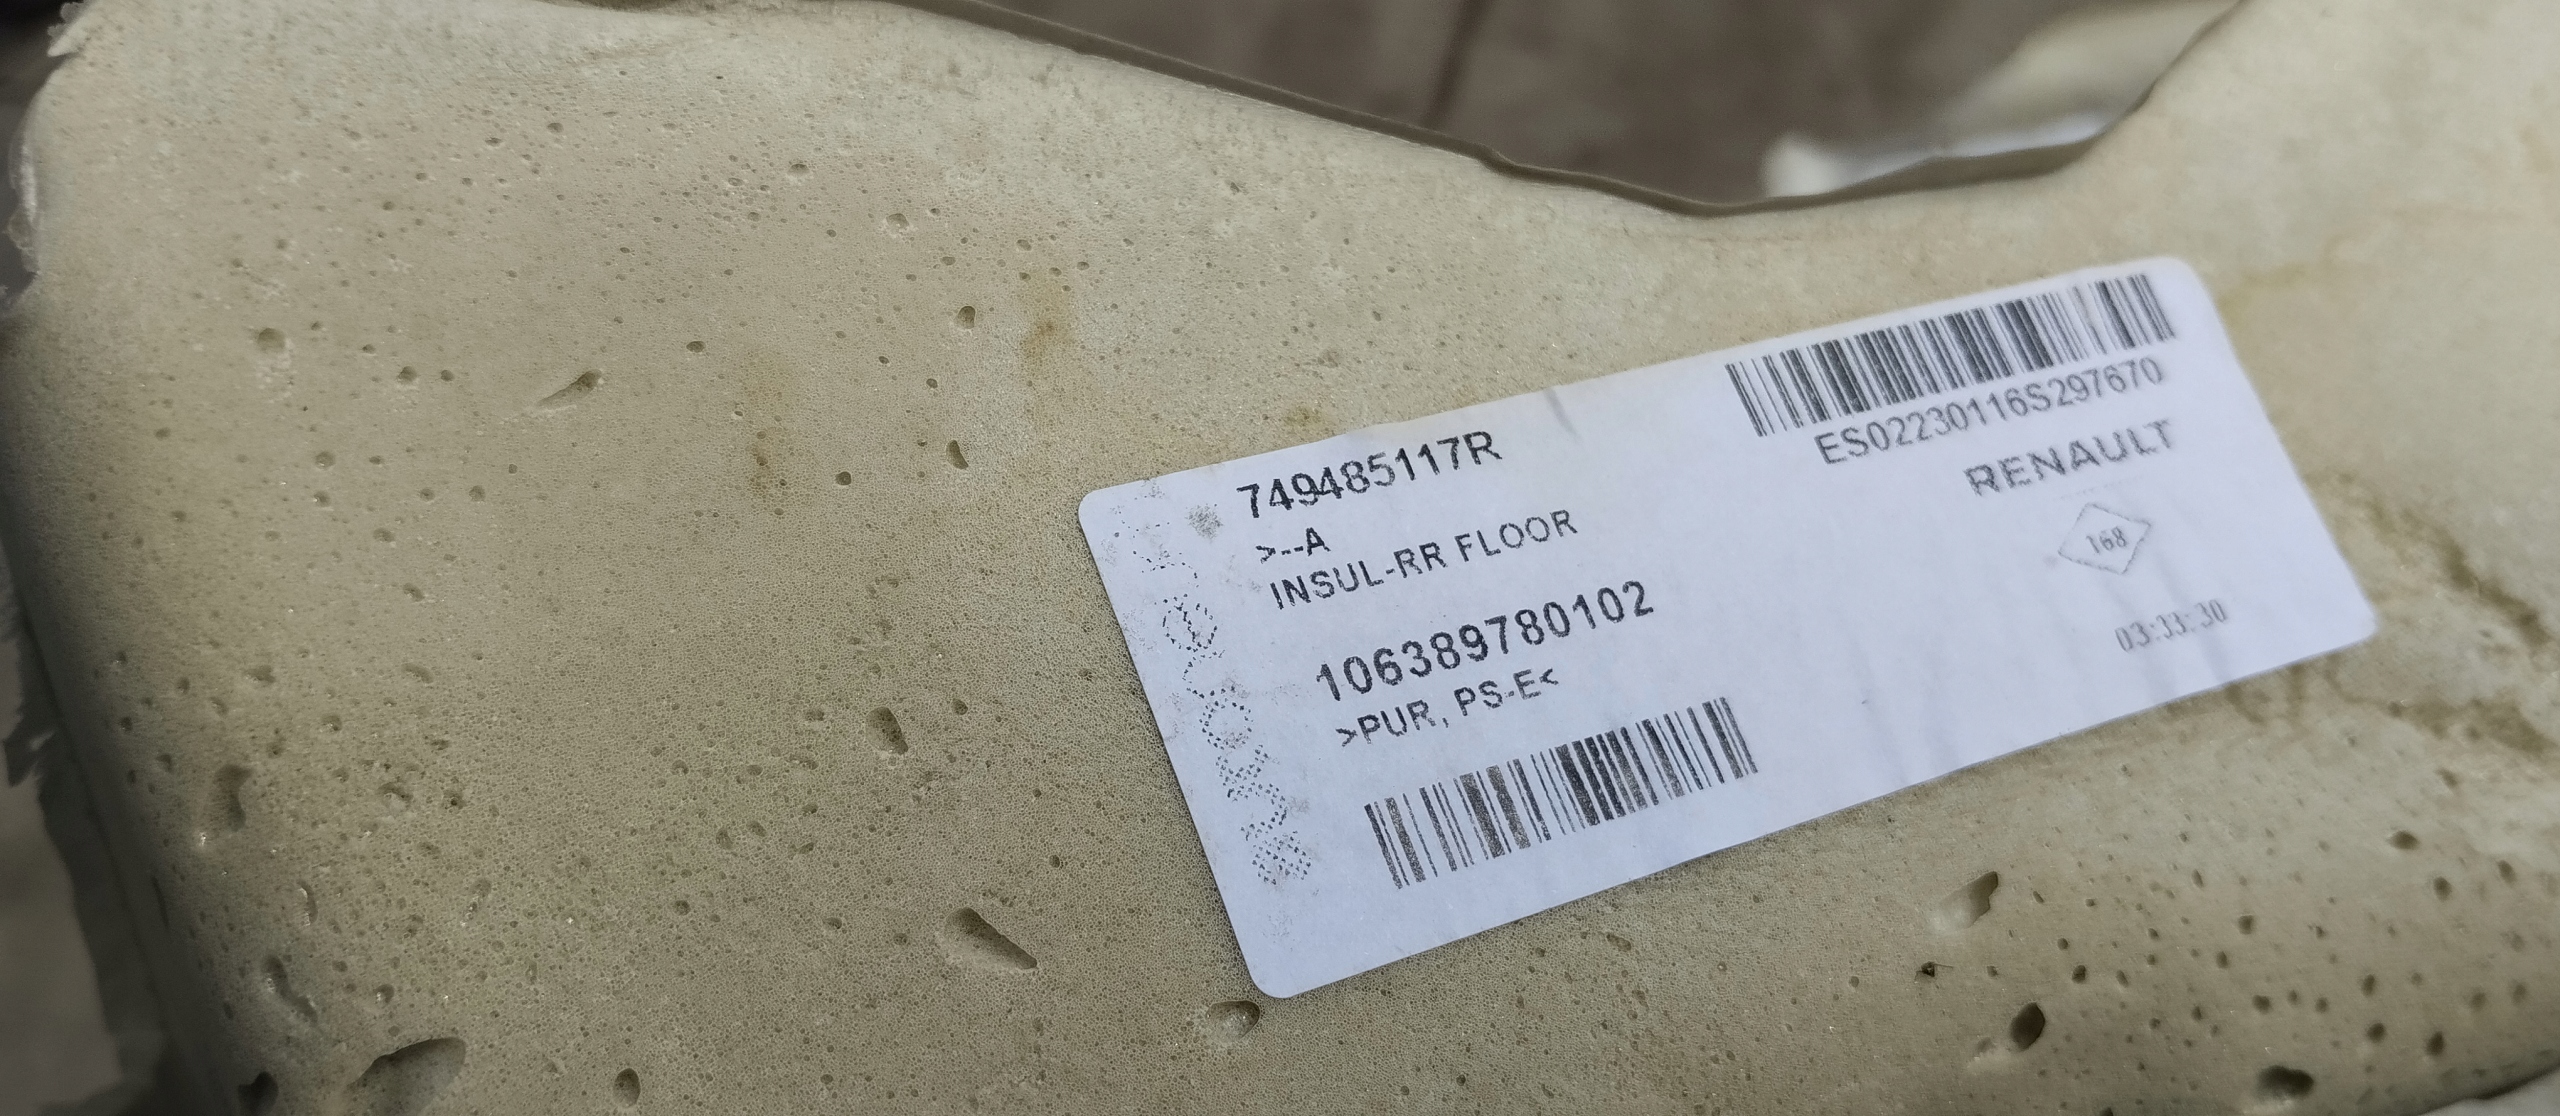 749485117R
>--A
INSUL-RR FLOOR
106389780102
>PUR, PS-E<
ES02230116S297670
RENAULT
168
03:33:30